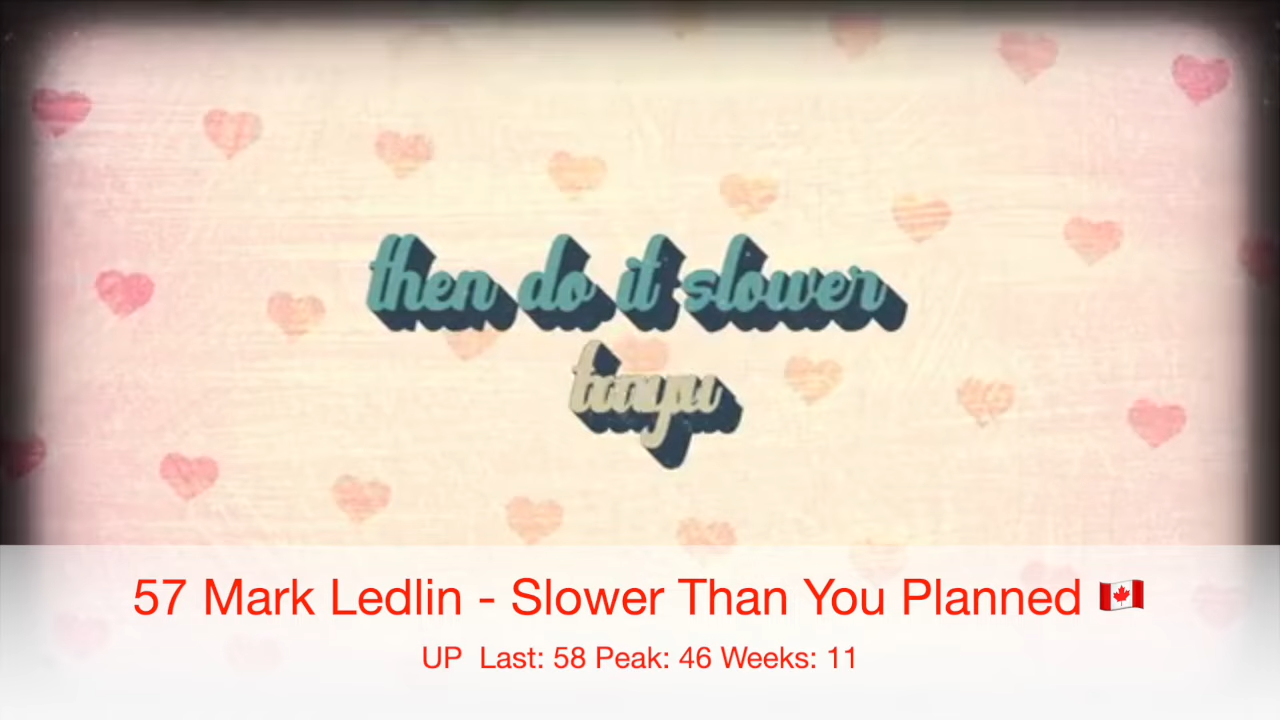 then do it slower
57 Mark Ledlin - Slower Than You Planned 🇨🇦
UP Last: 58 Peak: 46 Weeks: 11